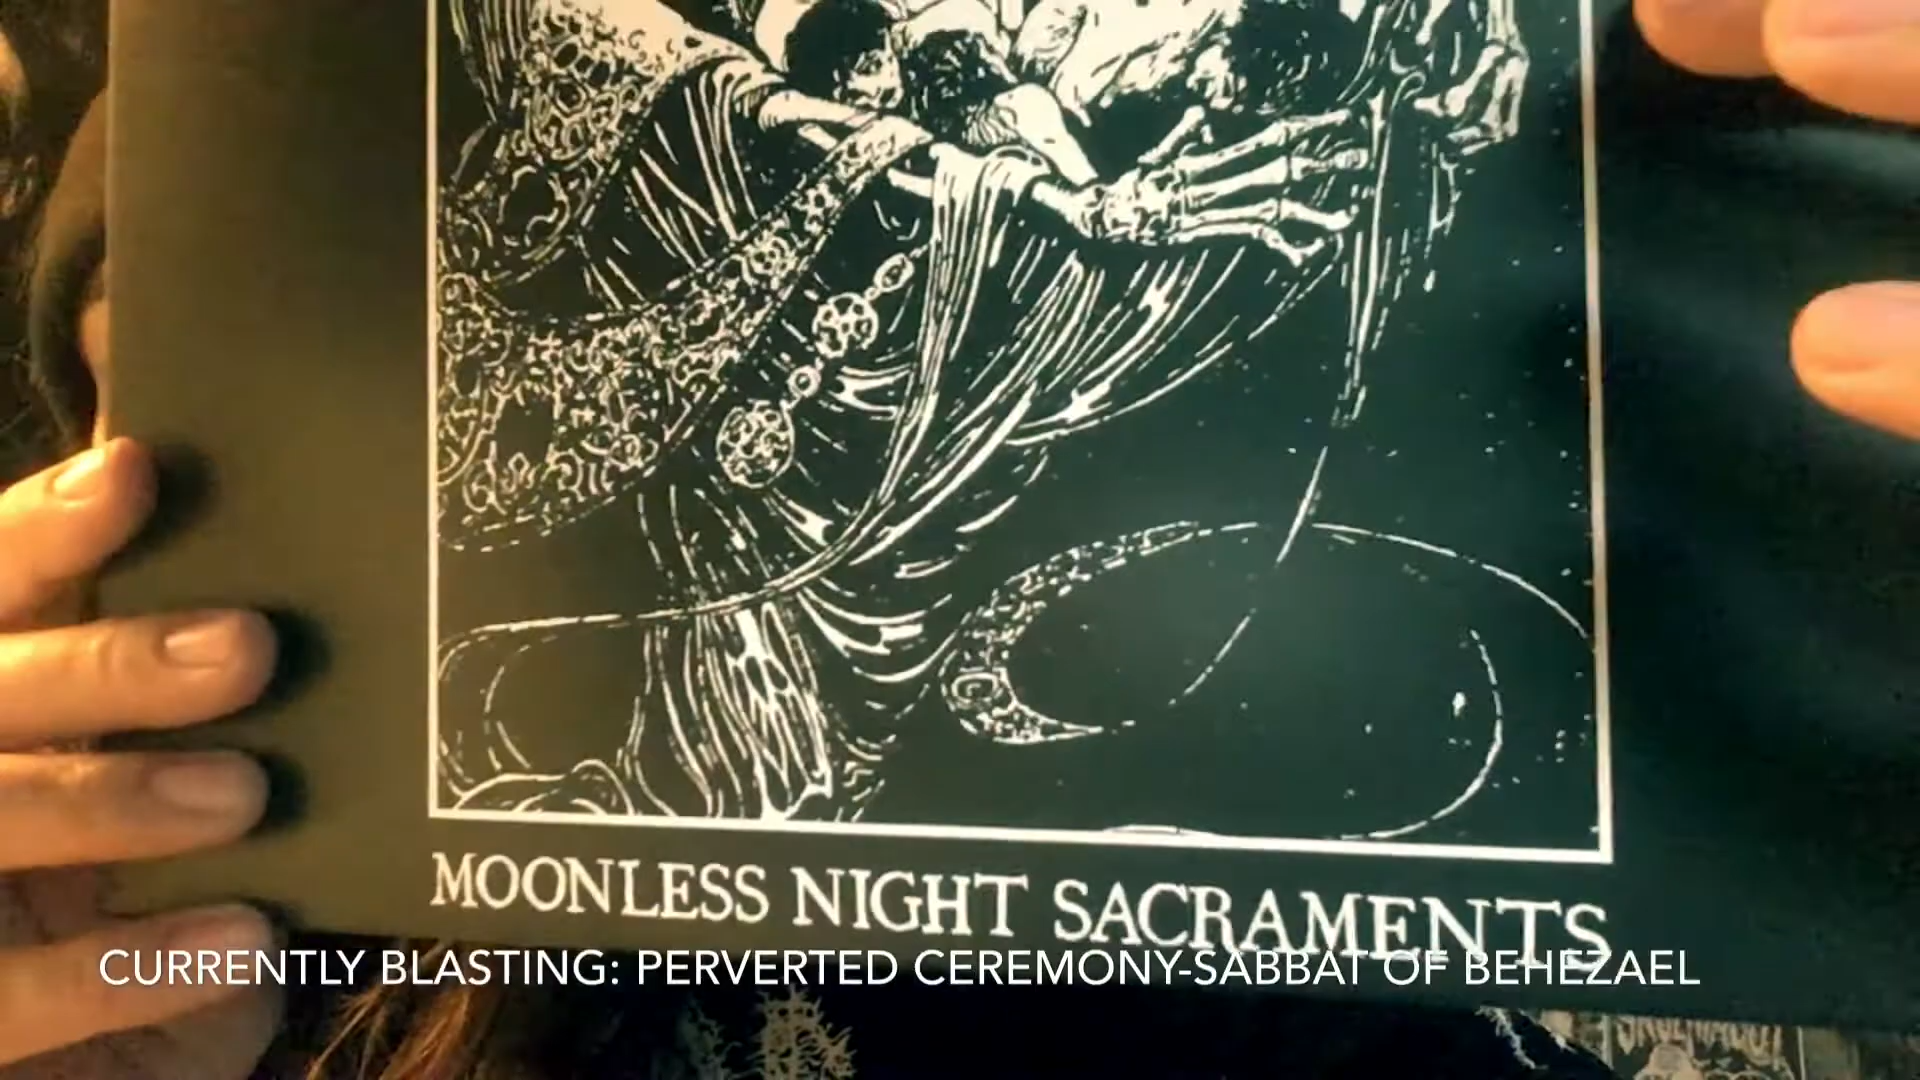 MOONLESS NIGHT SACRAMENTS
CURRENTLY BLASTING: PERVERTED CEREMONY-SABBAT OF BEHEZAEL